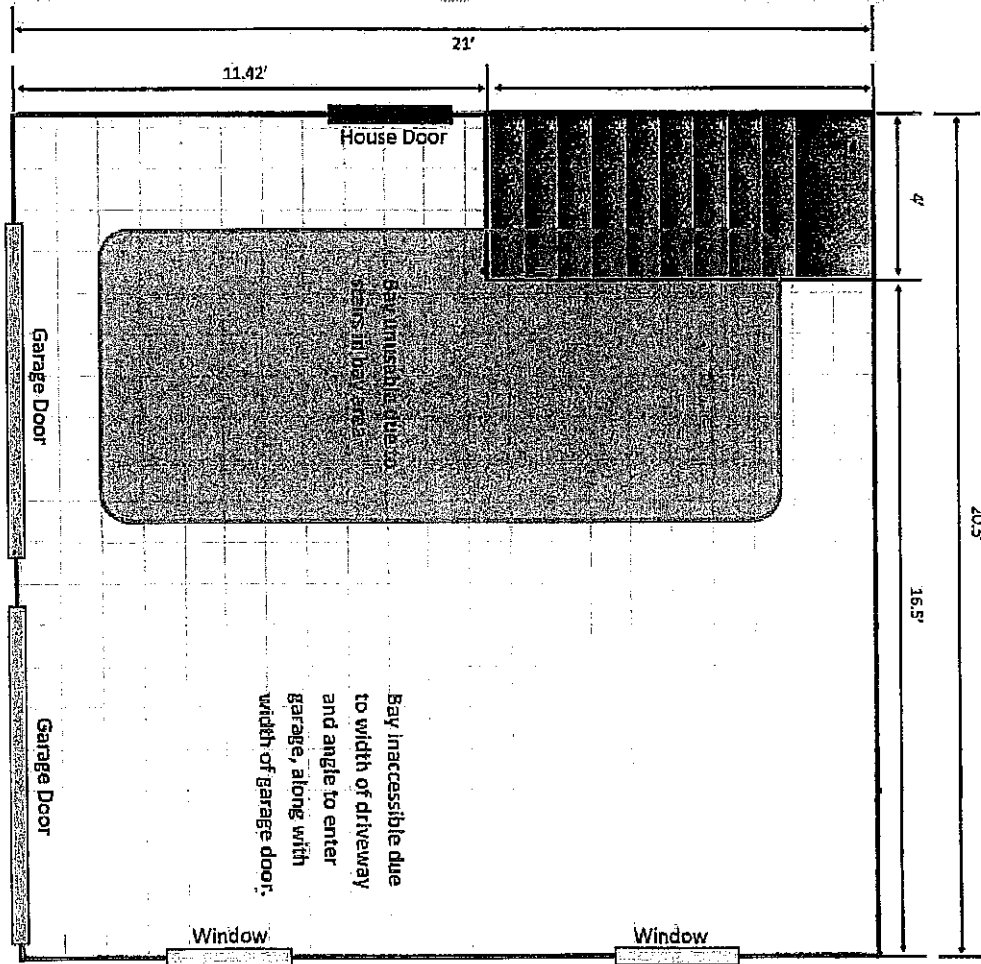 21'
11.42'
House Door
4'
20.5'
16.5'
Bay unusable due to
stairs in bay area
Garage Door
Garage Door
Bay inaccessible due
to width of driveway
and angle to enter
garage, along with
width of garage door.
Window
Window